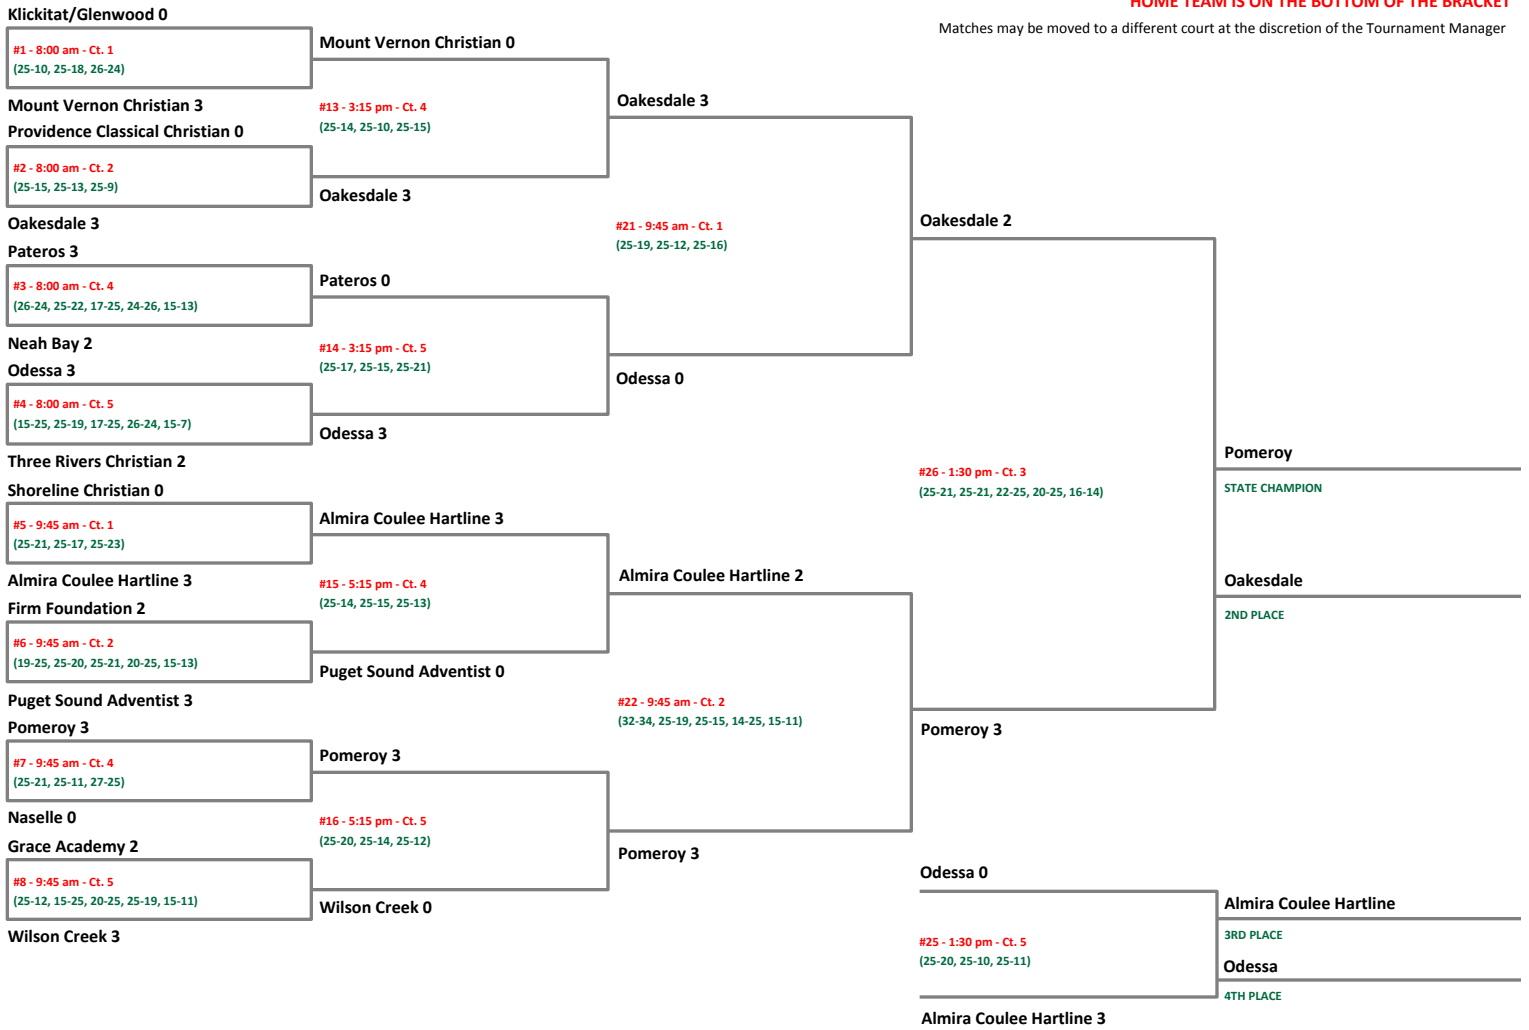 HOME TEAM IS ON THE BOTTOM OF THE BRACKET
Matches may be moved to a different court at the discretion of the Tournament Manager
Klickitat/Glenwood 0
#1 - 8:00 am - Ct. 1
(25-10, 25-18, 26-24)
Mount Vernon Christian 3
Providence Classical Christian 0
#2 - 8:00 am - Ct. 2
(25-15, 25-13, 25-9)
Oakesdale 3
Pateros 3
#3 - 8:00 am - Ct. 4
(26-24, 25-22, 17-25, 24-26, 15-13)
Neah Bay 2
Odessa 3
#4 - 8:00 am - Ct. 5
(15-25, 25-19, 17-25, 26-24, 15-7)
Three Rivers Christian 2
Shoreline Christian 0
#5 - 9:45 am - Ct. 1
(25-21, 25-17, 25-23)
Almira Coulee Hartline 3
Firm Foundation 2
#6 - 9:45 am - Ct. 2
(19-25, 25-20, 25-21, 20-25, 15-13)
Puget Sound Adventist 3
Pomeroy 3
#7 - 9:45 am - Ct. 4
(25-21, 25-11, 27-25)
Naselle 0
Grace Academy 2
#8 - 9:45 am - Ct. 5
(25-12, 15-25, 20-25, 25-19, 15-11)
Wilson Creek 3
Mount Vernon Christian 0
#13 - 3:15 pm - Ct. 4
(25-14, 25-10, 25-15)
Oakesdale 3
Pateros 0
#14 - 3:15 pm - Ct. 5
(25-17, 25-15, 25-21)
Odessa 3
Almira Coulee Hartline 3
#15 - 5:15 pm - Ct. 4
(25-14, 25-15, 25-13)
Puget Sound Adventist 0
Pomeroy 3
#16 - 5:15 pm - Ct. 5
(25-20, 25-14, 25-12)
Wilson Creek 0
Oakesdale 3
#21 - 9:45 am - Ct. 1
(25-19, 25-12, 25-16)
Odessa 0
Almira Coulee Hartline 2
#22 - 9:45 am - Ct. 2
(32-34, 25-19, 25-15, 14-25, 15-11)
Pomeroy 3
Oakesdale 2
#26 - 1:30 pm - Ct. 3
(25-21, 25-21, 22-25, 20-25, 16-14)
Pomeroy 3
Odessa 0
#25 - 1:30 pm - Ct. 5
(25-20, 25-10, 25-11)
Almira Coulee Hartline 3
Pomeroy
STATE CHAMPION
Oakesdale
2ND PLACE
Almira Coulee Hartline
3RD PLACE
Odessa
4TH PLACE